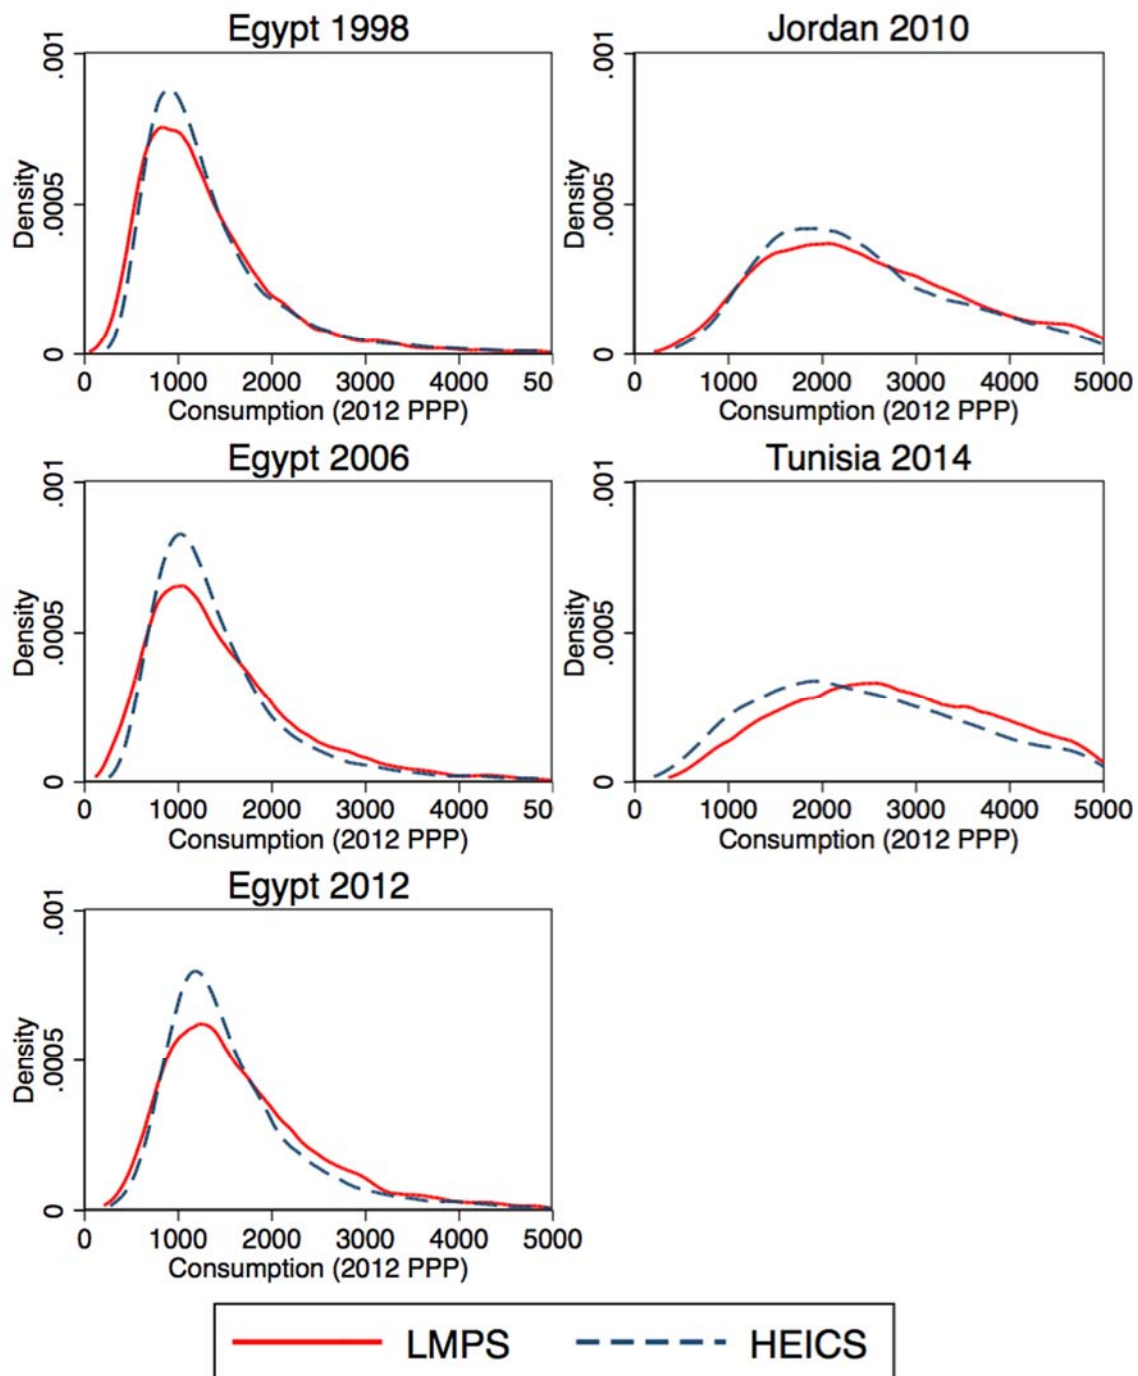 Egypt 1998
Density
0 .0005 .001
0 1000 2000 3000 4000 50
Consumption (2012 PPP)
Jordan 2010
Density
0 .0005 .001
0 1000 2000 3000 4000 5000
Consumption (2012 PPP)
Egypt 2006
Density
0 .0005 .001
0 1000 2000 3000 4000 50
Consumption (2012 PPP)
Tunisia 2014
Density
0 .0005 .001
0 1000 2000 3000 4000 5000
Consumption (2012 PPP)
Egypt 2012
Density
0 .0005 .001
0 1000 2000 3000 4000 5000
Consumption (2012 PPP)
LMPS HEICS